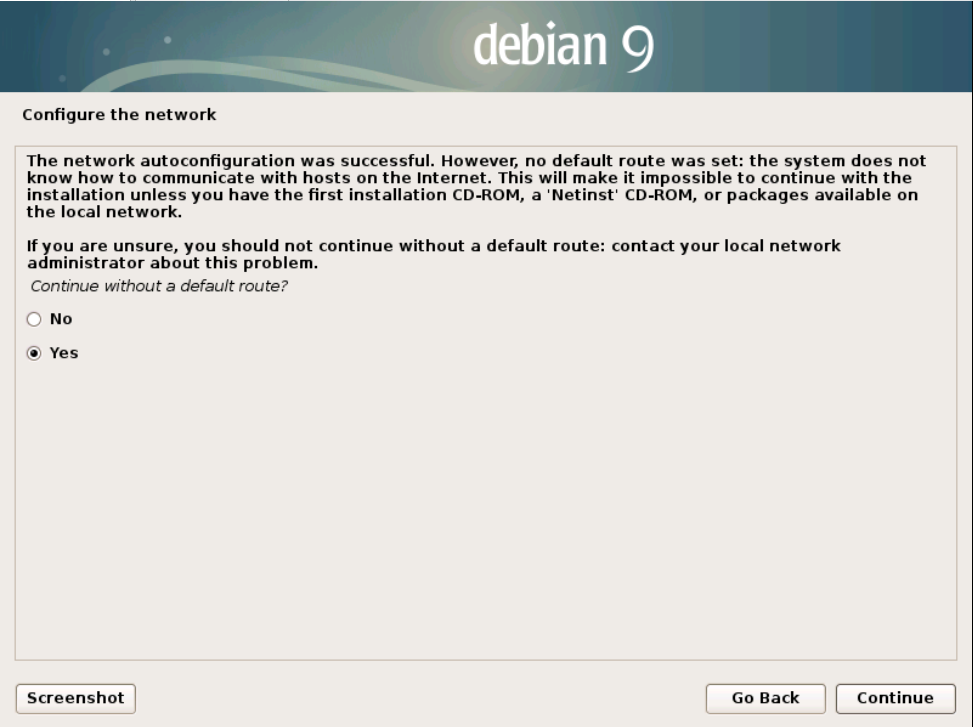 debian 9
Configure the network
The network autoconfiguration was successful. However, no default route was set: the system does not
know how to communicate with hosts on the Internet. This will make it impossible to continue with the
installation unless you have the first installation CD-ROM, a 'Netinst' CD-ROM, or packages available on
the local network.
If you are unsure, you should not continue without a default route: contact your local network
administrator about this problem.
Continue without a default route?
No
Yes
Screenshot
Go Back
Continue